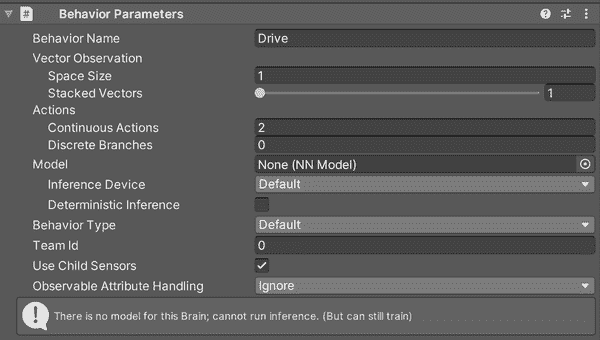 Behavior Parameters
Behavior Name Drive
Vector Observation
Space Size 1
Stacked Vectors 1
Actions
Continuous Actions 2
Discrete Branches 0
Model None (NN Model)
Inference Device Default
Deterministic Inference
Behavior Type Default
Team Id 0
Use Child Sensors
Observable Attribute Handling Ignore
There is no model for this Brain; cannot run inference. (But can still train)